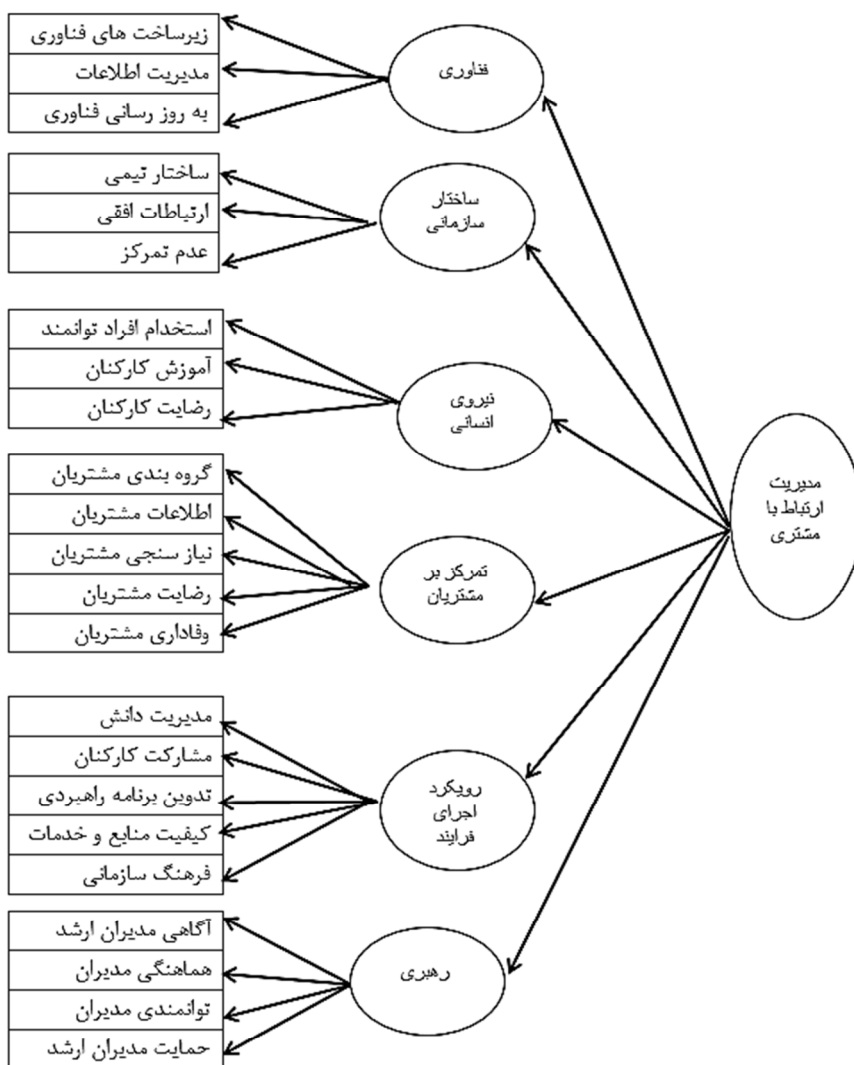 مدیریت
ارتباط با
مشتری
فناوری
زیرساخت های فناوری
مدیریت اطلاعات
به روز رسانی فناوری
ساختار
سازمانی
ساختار تیمی
ارتباطات افقی
عدم تمرکز
نیروی
انسانی
استخدام افراد توانمند
آموزش کارکنان
رضایت کارکنان
تمرکز بر
مشتریان
گروه بندی مشتریان
اطلاعات مشتریان
نیاز سنجی مشتریان
رضایت مشتریان
وفاداری مشتریان
رویکرد
اجرای
فرایند
مدیریت دانش
مشارکت کارکنان
تدوین برنامه راهبردی
کیفیت منابع و خدمات
فرهنگ سازمانی
رهبری
آگاهی مدیران ارشد
هماهنگی مدیران
توانمندی مدیران
حمایت مدیران ارشد